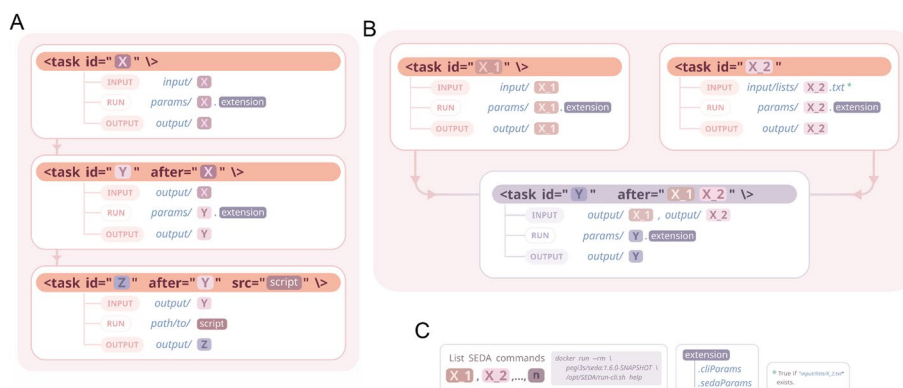 A
<task id="X" \>
INPUT input/ X
RUN params/ X . extension
OUTPUT output/ X
<task id="Y" after="X" \>
INPUT output/ X
RUN params/ Y . extension
OUTPUT output/ Y
<task id="Z" after="Y" src="script" \>
INPUT output/ Y
RUN path/to/ script
OUTPUT output/ Z
B
<task id="X_1" \>
INPUT input/ X_1
RUN params/ X_1 . extension
OUTPUT output/ X_1
<task id="X_2"
INPUT input/lists/ X_2 .txt *
RUN params/ X_2 . extension
OUTPUT output/ X_2
<task id="Y" after="X_1 X_2" \>
INPUT output/ X_1 , output/ X_2
RUN params/ Y . extension
OUTPUT output/ Y
C
List SEDA commands
X_1 , X_2 ,..., n
docker run --rm \
pegi3s/seda:1.6.0-SNAPSHOT \
/opt/SEDA/run-cli.sh help
extension
.cliParams
.sedaParams
* True if "input/lists/X_2.txt"
exists.